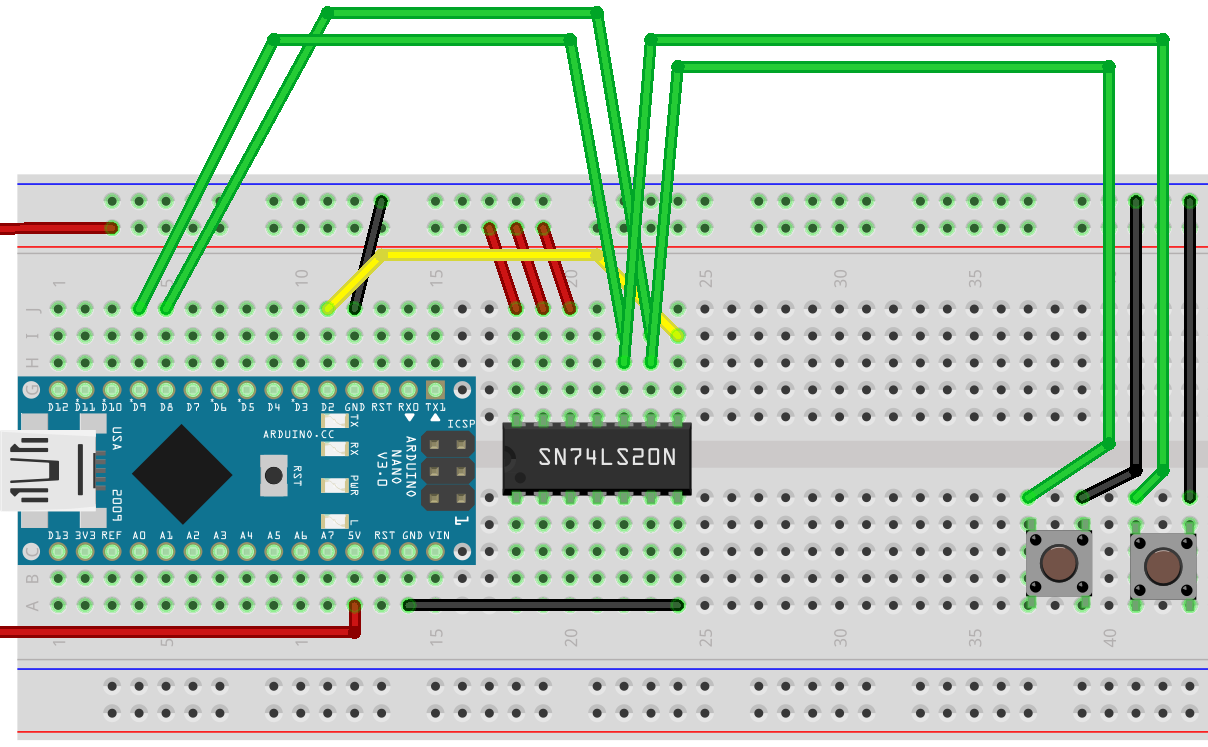 1 5 10 15 20 25 30 35
J
I
H
G
D12 D11 D10 D9 D8 D7 D6 D5 D4 D3 D2 GND RST RX0 TX1
TX
ICSP
ARDUINO.CC
USA
RX
ARDUINO
NANO
V3.0
SN74LS20N
RST
PWR
2009
L
1
D13 3V3 REF A0 A1 A2 A3 A4 A5 A6 A7 5V RST GND VIN
C
B
A
1 5 1 15 20 25 30 35 40